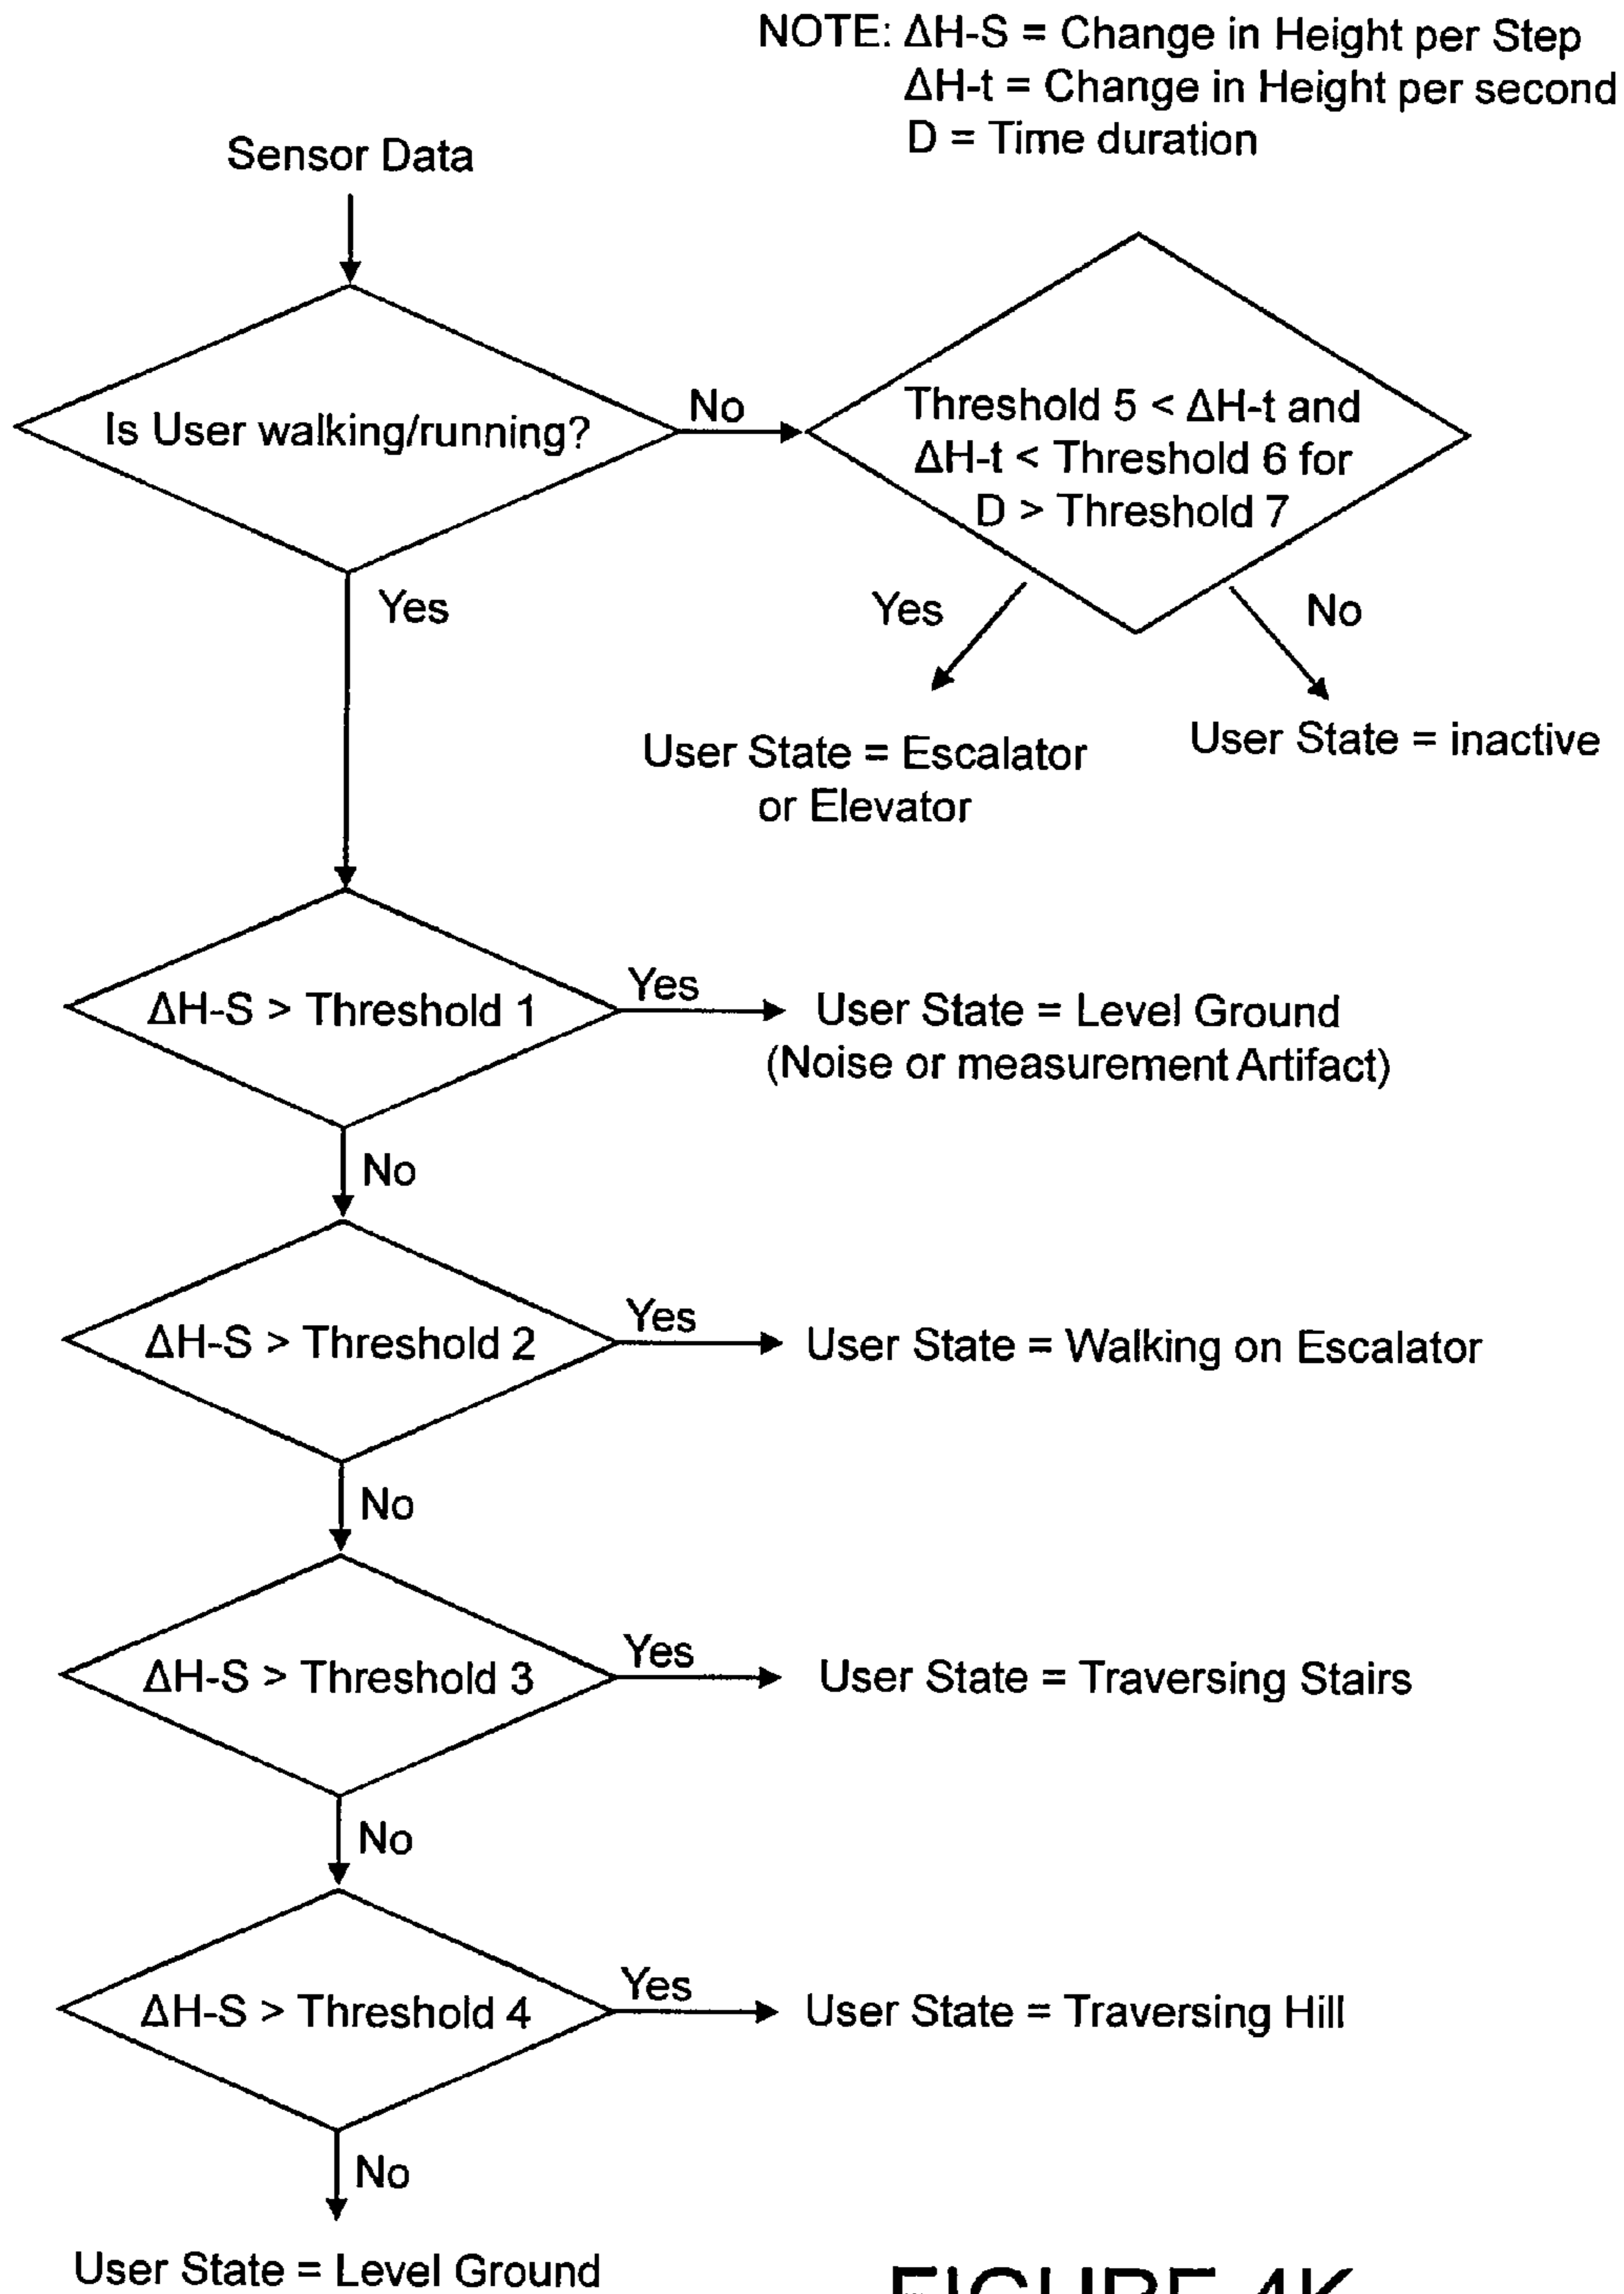 NOTE: ΔH-S = Change in Height per Step
ΔH-t = Change in Height per second
D = Time duration
Sensor Data
Is User walking/running?
No
Threshold 5 < ΔH-t and
ΔH-t < Threshold 6 for
D > Threshold 7
Yes
Yes
No
User State = Escalator
or Elevator
User State = inactive
ΔH-S > Threshold 1
Yes
User State = Level Ground
(Noise or measurement Artifact)
No
ΔH-S > Threshold 2
Yes
User State = Walking on Escalator
No
ΔH-S > Threshold 3
Yes
User State = Traversing Stairs
No
ΔH-S > Threshold 4
Yes
User State = Traversing Hill
No
User State = Level Ground
FIGURE 4K